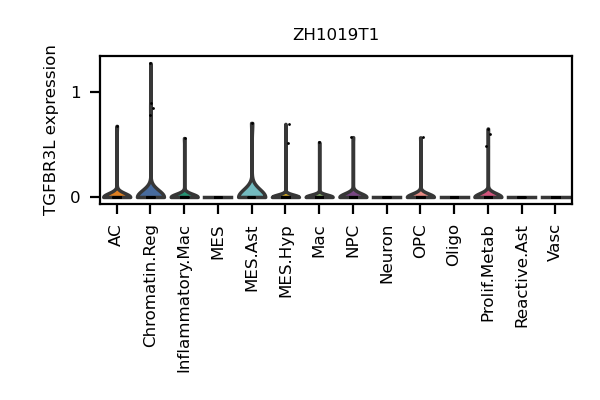 ZH1019T1
TGFBR3L expression
1
0
AC
Chromatin.Reg
Inflammatory.Mac
MES
MES.Ast
MES.Hyp
Mac
NPC
Neuron
OPC
Oligo
Prolif.Metab
Reactive.Ast
Vasc